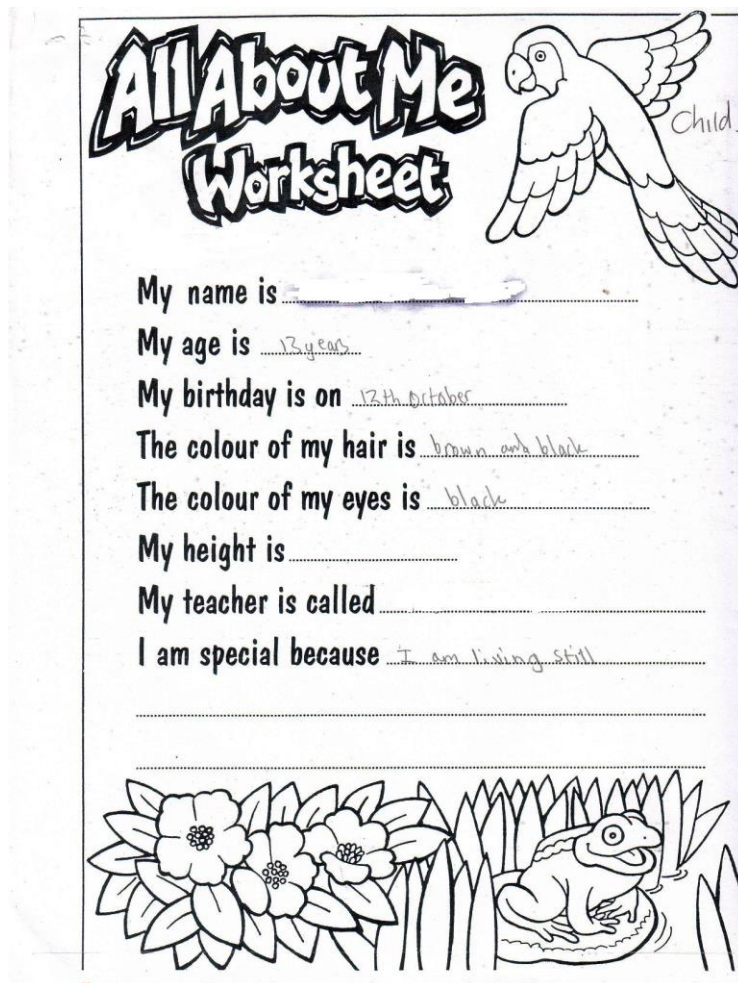 All About Me
Worksheet
Child.
My name is
My age is 13 years
My birthday is on 13th October
The colour of my hair is brown and black
The colour of my eyes is black
My height is
My teacher is called
I am special because I am living still